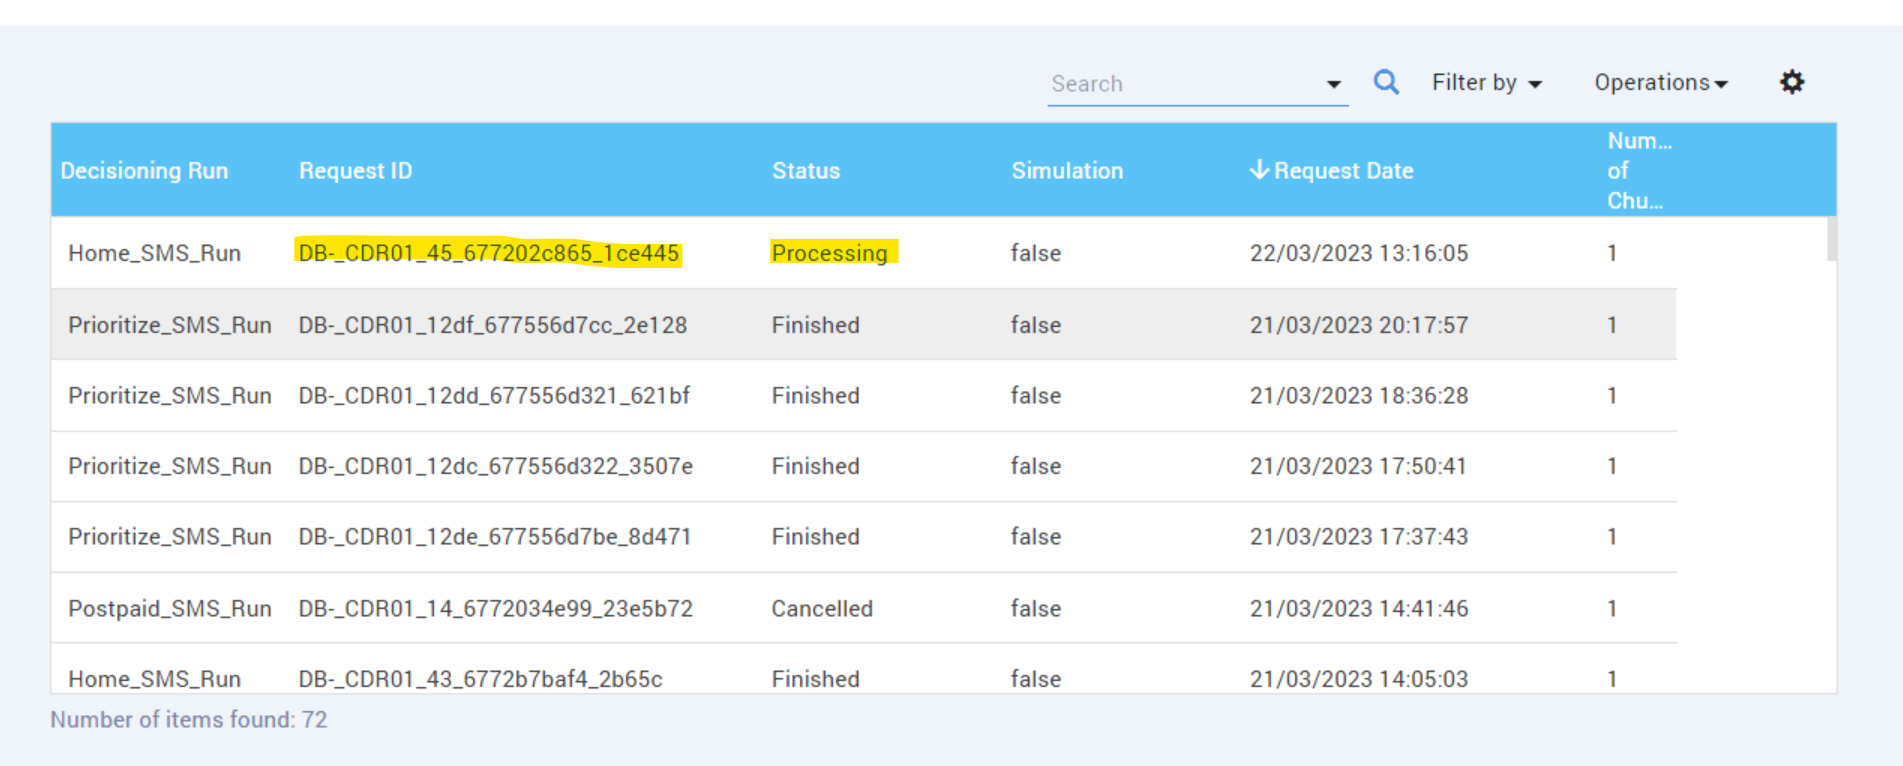 Search Filter by Operations
Decisioning Run Request ID Status Simulation Request Date Num... of Chu...
Home_SMS_Run DB-_CDR01_45_677202c865_1ce445 Processing false 22/03/2023 13:16:05 1
Prioritize_SMS_Run DB-_CDR01_12df_677556d7cc_2e128 Finished false 21/03/2023 20:17:57 1
Prioritize_SMS_Run DB-_CDR01_12dd_677556d321_621bf Finished false 21/03/2023 18:36:28 1
Prioritize_SMS_Run DB-_CDR01_12dc_677556d322_3507e Finished false 21/03/2023 17:50:41 1
Prioritize_SMS_Run DB-_CDR01_12de_677556d7be_8d471 Finished false 21/03/2023 17:37:43 1
Postpaid_SMS_Run DB-_CDR01_14_6772034e99_23e5b72 Cancelled false 21/03/2023 14:41:46 1
Home_SMS_Run DB-_CDR01_43_6772b7baf4_2b65c Finished false 21/03/2023 14:05:03 1
Number of items found: 72